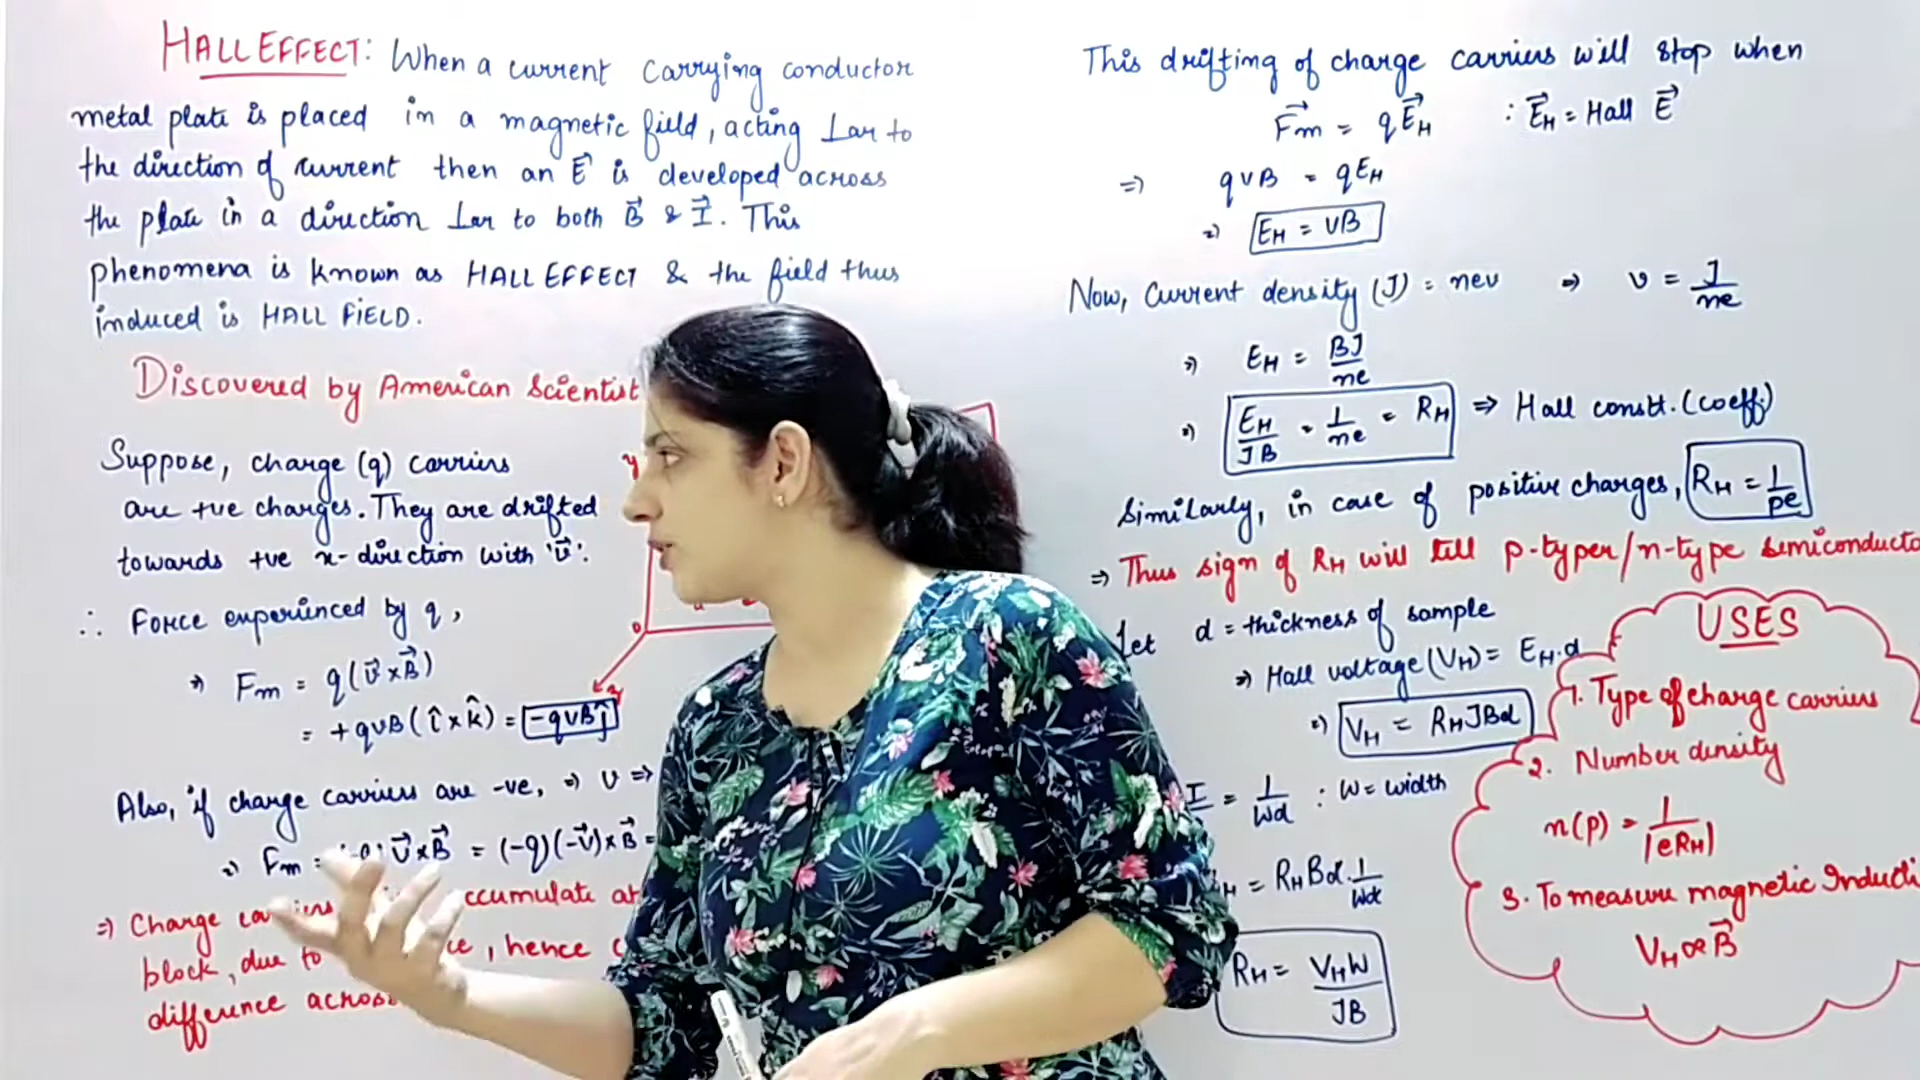 HALL EFFECT: When a current carrying conductor
metal plate is placed in a magnetic field, acting ⊥ar to
the direction of current then an E⃗ is developed across
the plate in a direction ⊥ar to both B⃗ & I⃗. This
phenomena is known as HALL EFFECT & the field thus
induced is HALL FIELD.
Discovered by American Scientist
Suppose, charge (q) carriers
are +ve charges. They are drifted
towards +ve x-direction with 'v⃗'.
∴ Force experienced by q,
⇒ Fm = q(v⃗×B⃗)
= +qvB(î×k̂) = -qvBĵ
Also, if charge carriers are -ve, ⇒ v ⇒
⇒ Fm = v⃗×B⃗ = (-q)(-v⃗)×B⃗ =
⇒ Charge accumulate at
block, due to , hence
difference across
y
0
This drifting of charge carriers will stop when
F⃗m = qE⃗H : E⃗H = Hall E⃗
⇒ qvB = qEH
⇒ EH = vB
Now, current density (J) = nev ⇒ v = J/ne
⇒ EH = BJ/ne
⇒ EH/JB = 1/ne = RH ⇒ Hall constt. (coeff)
Similarly, in case of positive charges, RH = 1/pe
⇒ Thus sign of RH will tell p-typer/n-type semiconducto
Let d = thickness of sample
⇒ Hall voltage (VH) = EH.d
⇒ VH = RHJBd
I = 1/wd : W = width
H = RHBd.1/wd
RH = VHW/JB
USES
1. Type of charge carriers
2. Number density
n(p) = 1/|eRH|
3. To measure magnetic Inducti
VH α B⃗